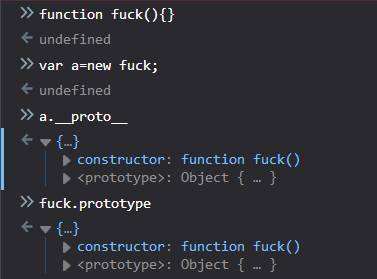 >> function fuck(){}
← undefined
>> var a=new fuck;
← undefined
>> a.__proto__
← ▼ {…}
▶ constructor: function fuck()
▶ <prototype>: Object { … }
>> fuck.prototype
← ▼ {…}
▶ constructor: function fuck()
▶ <prototype>: Object { … }